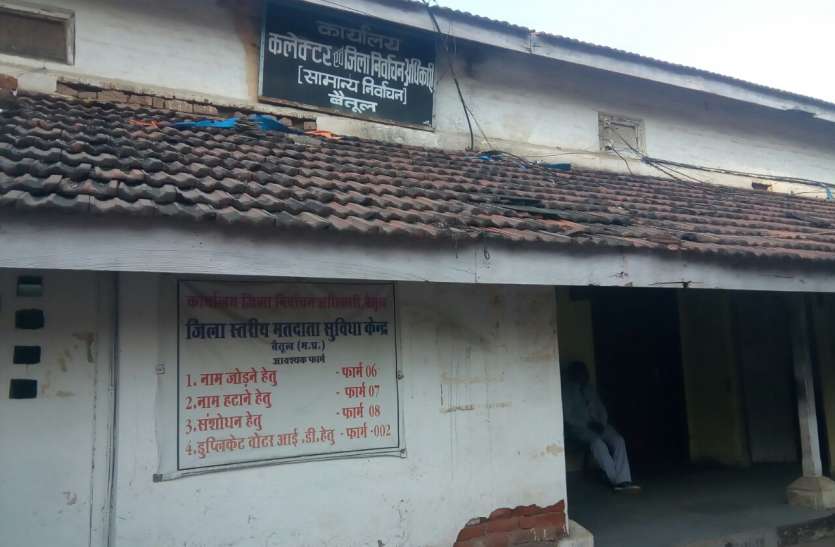 कार्यालय
कलेक्टर एवं जिला निर्वाचन अधिकारी
[सामान्य निर्वाचन]
बैतूल
कार्यालय जिला निर्वाचन अधिकारी, बैतूल
जिला स्तरीय मतदाता सुविधा केन्द्र
बैतूल (म.प्र.)
आवश्यक फार्म
1. नाम जोड़ने हेतु - फार्म 06
2. नाम हटाने हेतु - फार्म 07
3. संशोधन हेतु - फार्म 08
4. डुप्लिकेट वोटर आई .डी. हेतु - फार्म -002